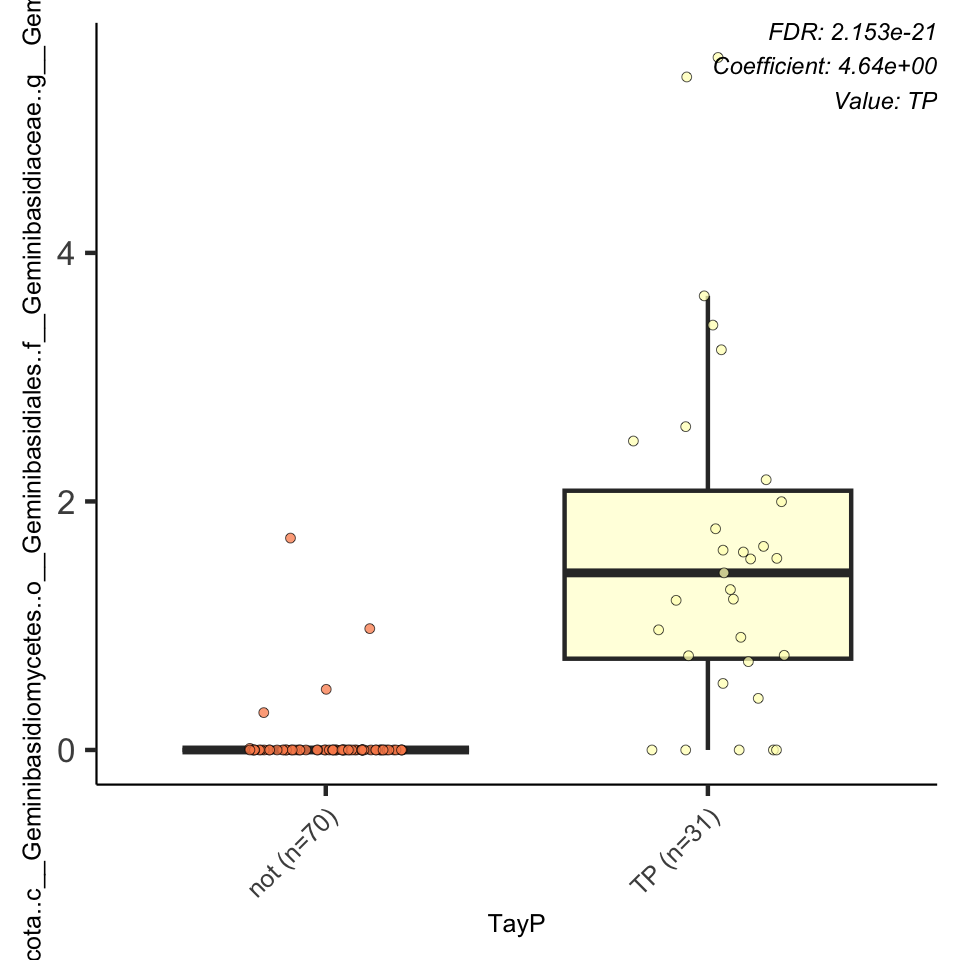 FDR: 2.153e-21
Coefficient: 4.64e+00
Value: TP
cota..c__Geminibasidiomycetes..o__Geminibasidiales..f__Geminibasidiaceae..g__Gem
4
2
0
not (n=70)
TP (n=31)
TayP